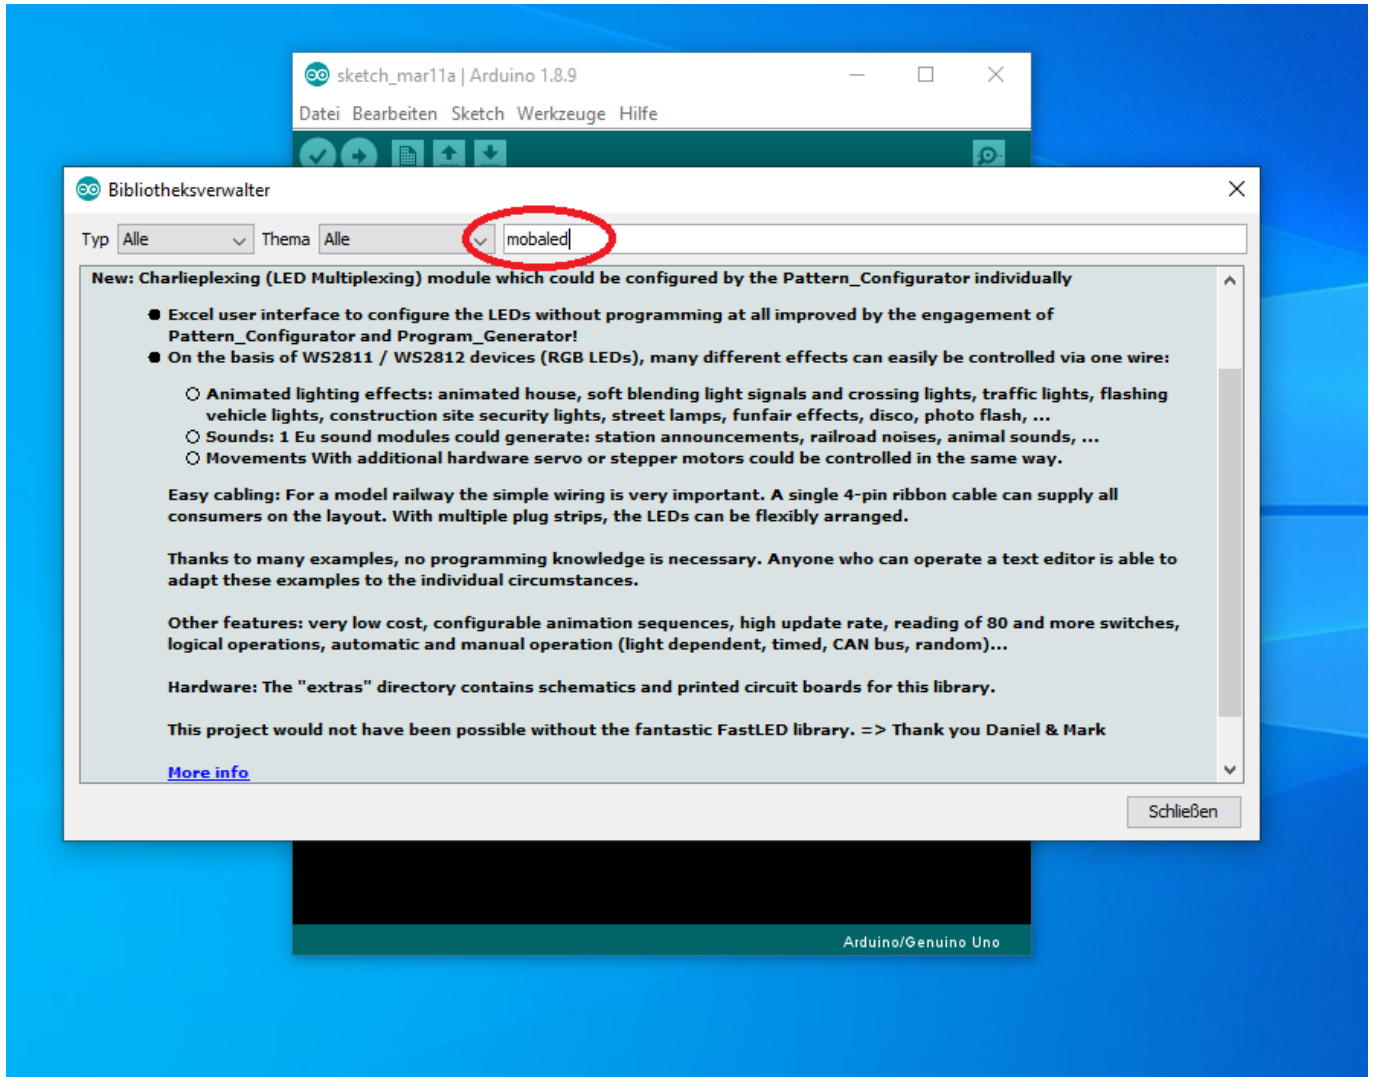 sketch_mar11a | Arduino 1.8.9
Datei Bearbeiten Sketch Werkzeuge Hilfe
Bibliotheksverwalter
Typ Alle Thema Alle mobaled
New: Charlieplexing (LED Multiplexing) module which could be configured by the Pattern_Configurator individually
Excel user interface to configure the LEDs without programming at all improved by the engagement of
Pattern_Configurator and Program_Generator!
On the basis of WS2811 / WS2812 devices (RGB LEDs), many different effects can easily be controlled via one wire:
Animated lighting effects: animated house, soft blending light signals and crossing lights, traffic lights, flashing
vehicle lights, construction site security lights, street lamps, funfair effects, disco, photo flash, ...
Sounds: 1 Eu sound modules could generate: station announcements, railroad noises, animal sounds, ...
Movements With additional hardware servo or stepper motors could be controlled in the same way.
Easy cabling: For a model railway the simple wiring is very important. A single 4-pin ribbon cable can supply all
consumers on the layout. With multiple plug strips, the LEDs can be flexibly arranged.
Thanks to many examples, no programming knowledge is necessary. Anyone who can operate a text editor is able to
adapt these examples to the individual circumstances.
Other features: very low cost, configurable animation sequences, high update rate, reading of 80 and more switches,
logical operations, automatic and manual operation (light dependent, timed, CAN bus, random)...
Hardware: The "extras" directory contains schematics and printed circuit boards for this library.
This project would not have been possible without the fantastic FastLED library. => Thank you Daniel & Mark
More info
Schließen
Arduino/Genuino Uno